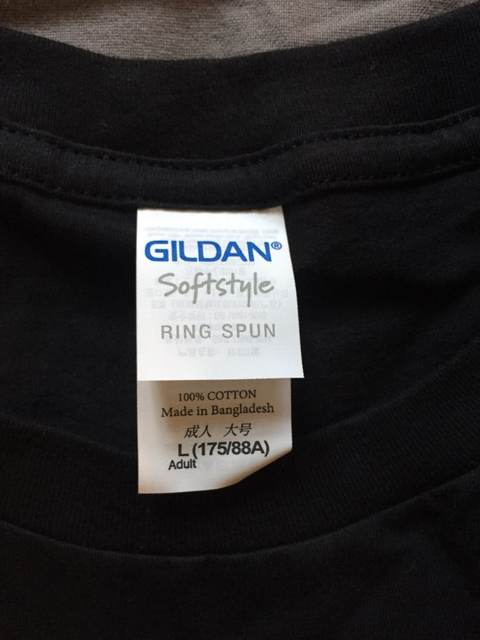 GILDAN®
Softstyle
RING SPUN
100% COTTON
Made in Bangladesh
成人 大号
L (175/88A)
Adult